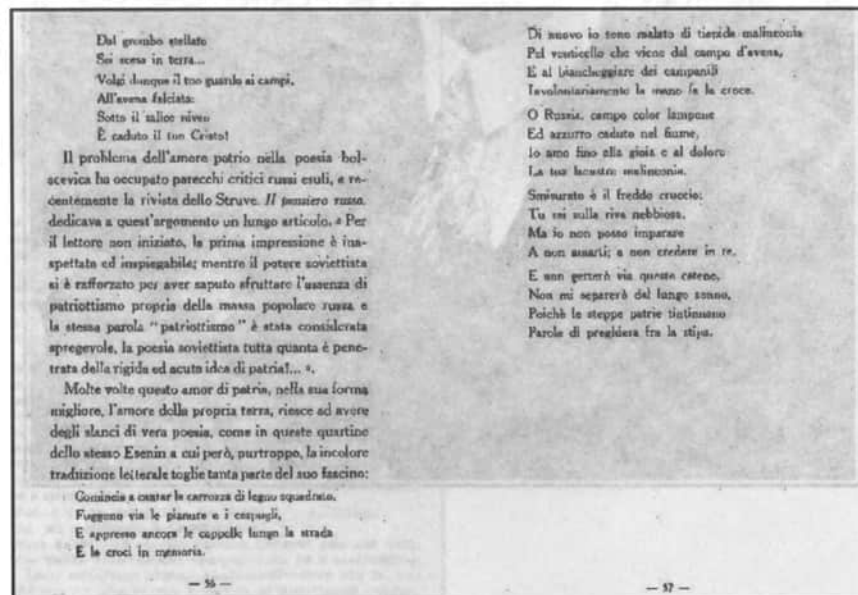 Dal grembo stellato
Sei scesa in terra...
Volgi dunque il tuo guardo ai campi,
All'avena falciata:
Sotto il salice niveo
È caduto il tuo Cristo!
Il problema dell'amore patrio nella poesia bol-
scevica ha occupato parecchi critici russi esuli, e re-
centemente la rivista dello Struve. Il pensiero russo.
dedicava a quest'argomento un lungo articolo. « Per
il lettore non iniziato, la prima impressione è ina-
spettata ed inspiegabile; mentre il potere soviettista
si è rafforzato per aver saputo sfruttare l'assenza di
patriottismo propria della massa popolare russa e
la stessa parola "patriottismo" è stata considerata
spregevole, la poesia soviettista tutta quanta è pene-
trata della rigida ed acuta idea di patria!... ».
Molte volte questo amor di patria, nella sua forma
migliore, l'amore della propria terra, riesce ad avere
degli slanci di vera poesia, come in queste quartine
dello stesso Esenin a cui però, purtroppo, la incolore
traduzione letterale toglie tanta parte del suo fascino:
Comincia a cantar la carrozza di legno squadrato,
Fuggono via le pianure e i cespugli,
E appresso ancora le cappelle lungo la strada
E le croci in memoria.
— 56 —
Di nuovo io sono malato di tiepida malinconia
Pel venticello che viene dal campo d'avena,
E al biancheggiare dei campanili
Involontariamente la mano fa la croce.
O Russia, campo color lampone
Ed azzurro caduto nel fiume,
Io amo fino alla gioia e al dolore
La tua lacustre malinconia.
Smisurato è il freddo cruccio:
Tu sei sulla riva nebbiosa.
Ma io non posso imparare
A non amarti; a non credere in te.
E non getterò via queste catene,
Non mi separerò dal lungo sonno,
Poichè le steppe patrie tintinnano
Parole di preghiera fra la stipa.
— 57 —